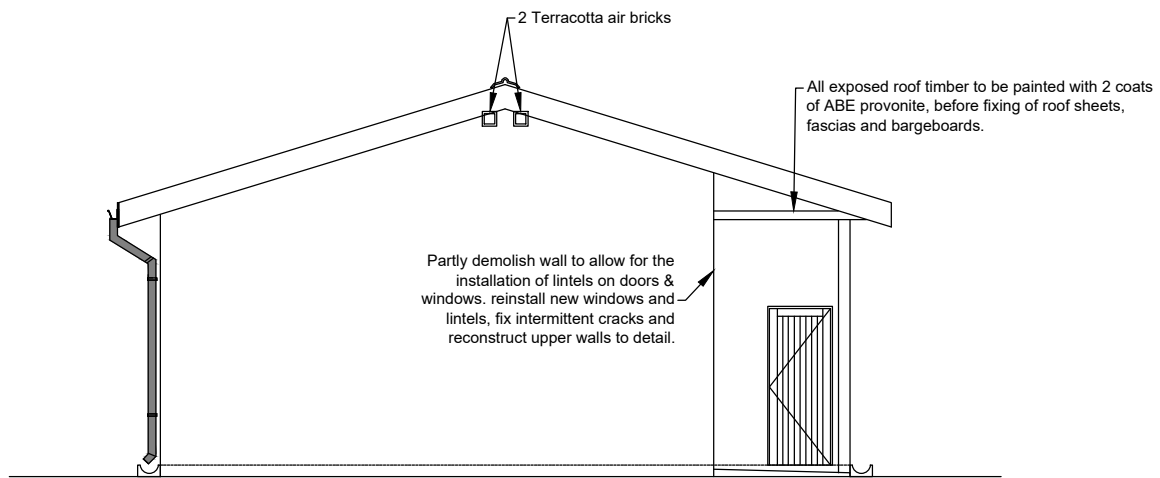 2 Terracotta air bricks
All exposed roof timber to be painted with 2 coats
of ABE provonite, before fixing of roof sheets,
fascias and bargeboards.
Partly demolish wall to allow for the
installation of lintels on doors &
windows. reinstall new windows and
lintels, fix intermittent cracks and
reconstruct upper walls to detail.